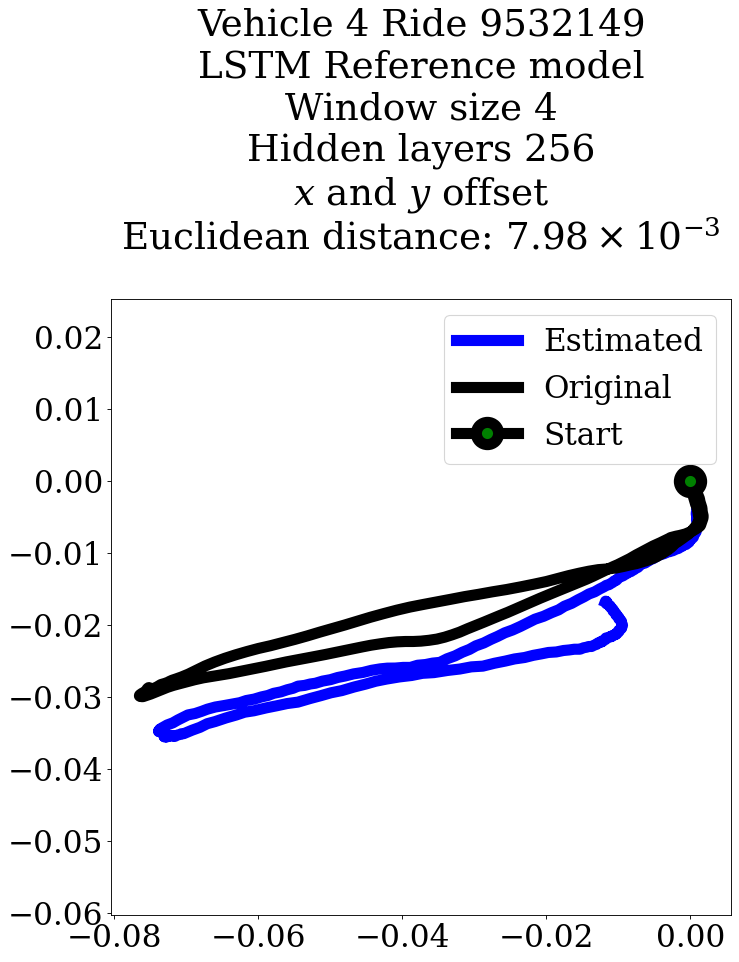 Vehicle 4 Ride 9532149
LSTM Reference model
Window size 4
Hidden layers 256
x and y offset
Euclidean distance: 7.98 × 10⁻³
Estimated
Original
Start
0.02
0.01
0.00
−0.01
−0.02
−0.03
−0.04
−0.05
−0.06
−0.08 −0.06 −0.04 −0.02 0.00